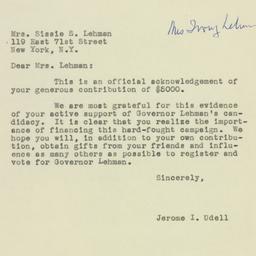 Mrs Irving Lehman
Mrs. Sissie S. Lehman
119 East 71st Street
New York, N.Y.
Dear Mrs. Lehman:
This is an official acknowledgement of
your generous contribution of $5000.
We are most grateful for this evidence
of your active support of Governor Lehman's can-
didacy. It is clear that you realize the import-
ance of financing this hard-fought campaign. We
hope you will, in addition to your own contribu-
tion, obtain gifts from your friends and influ-
ence as many others as possible to register and
vote for Governor Lehman.
Sincerely,
Jerome I. Udell